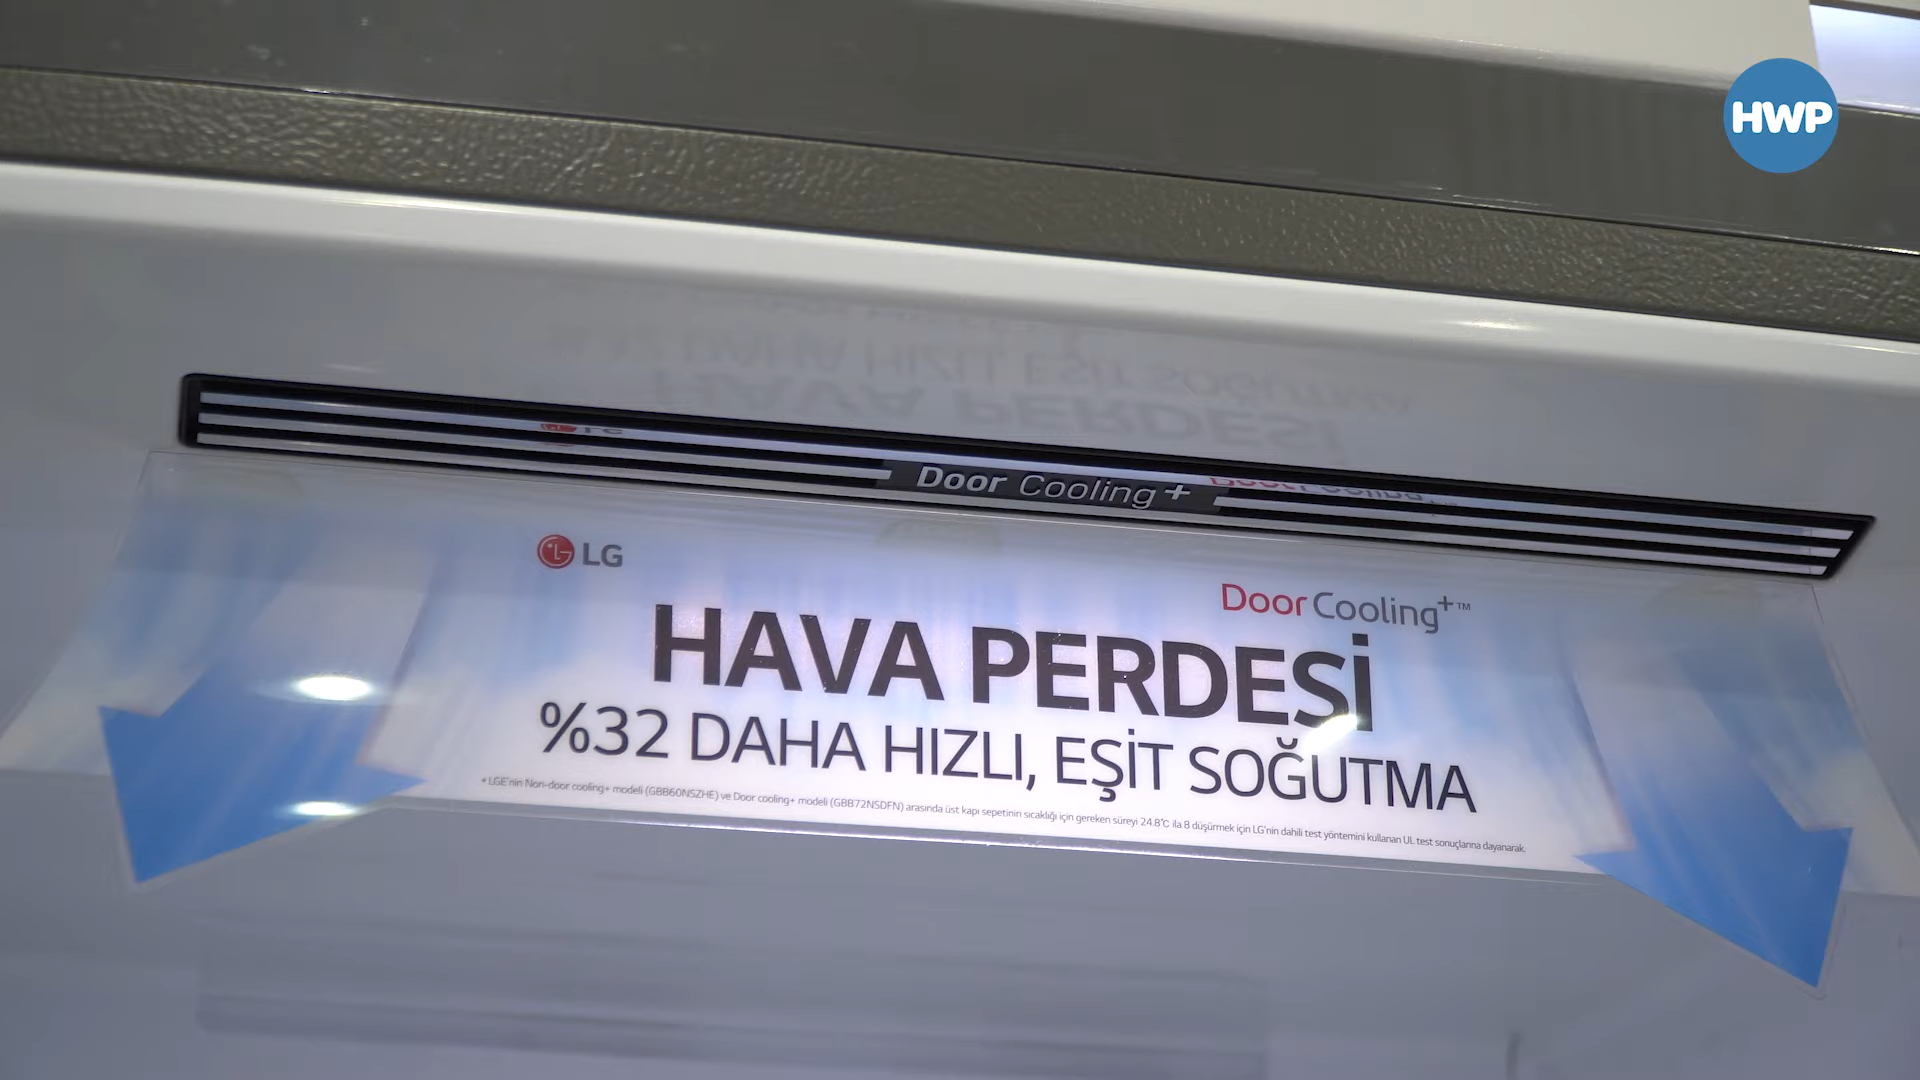 HWP
Door Cooling+
LG
Door Cooling+™
HAVA PERDESİ
%32 DAHA HIZLI, EŞİT SOĞUTMA
* LGE'nin Non-door cooling+ modeli (GBB60NSZHE) ve Door cooling+ modeli (GBB72NSDFN) arasında üst kapı sepetinin sıcaklığı için gereken süreyi 24.8℃ ila 8 düşürmek için LG'nin dahili test yöntemini kullanan UL test sonuçlarına dayanarak.